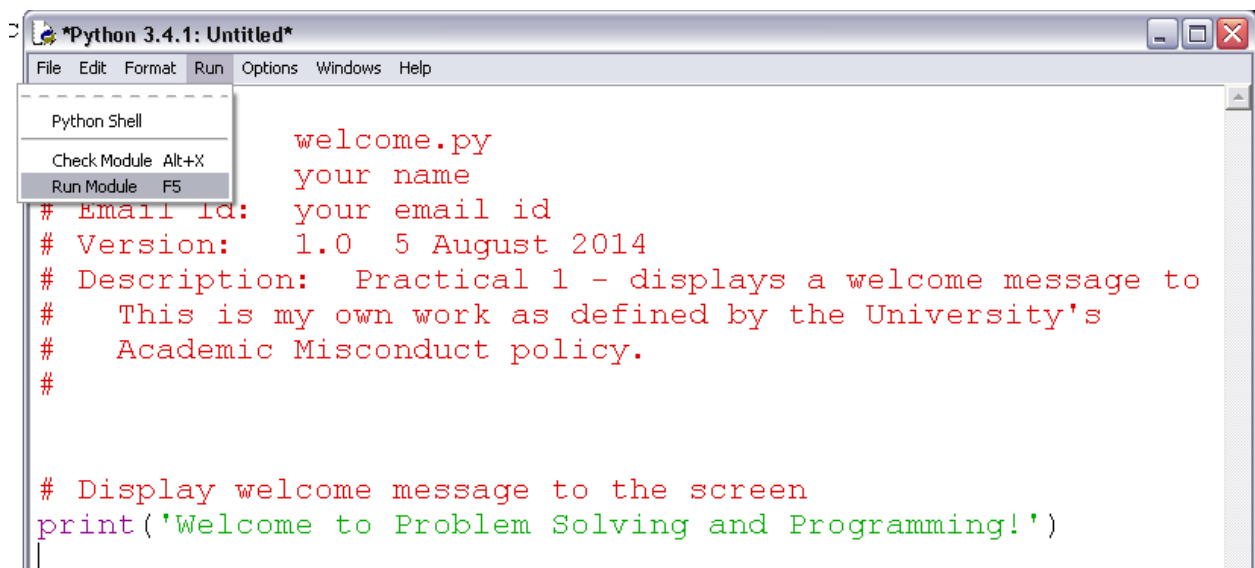 *Python 3.4.1: Untitled*
File Edit Format Run Options Windows Help
Python Shell
Check Module Alt+X
Run Module F5
welcome.py
your name
# Email id: your email id
# Version: 1.0 5 August 2014
# Description: Practical 1 - displays a welcome message to
# This is my own work as defined by the University's
# Academic Misconduct policy.
#
# Display welcome message to the screen
print('Welcome to Problem Solving and Programming!')